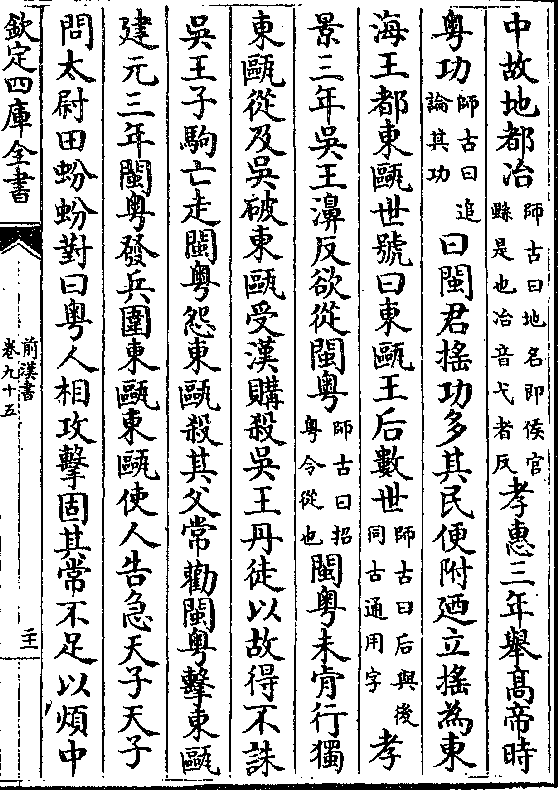 中故地都冶師古曰地名即侯官縣是也冶音弋者反孝惠三年舉高帝時
粵功師古曰追論其功曰閩君搖功多其民便附廼立搖為東
海王都東甌世號曰東甌王后數世師古曰后與後同古通用字孝
景三年吳王濞反欲從閩粵師古曰招粵令從也閩粵未肯行獨
東甌從及吳破東甌受漢購殺吳王丹徒以故得不誅
吳王子駒亡走閩粵怨東甌殺其父常勸閩粵擊東甌
建元三年閩粵發兵圍東甌東甌使人告急天子天子
問太尉田蚡蚡對曰粵人相攻擊固其常不足以煩中
欽定四庫全書
前漢書
卷九十五
二十